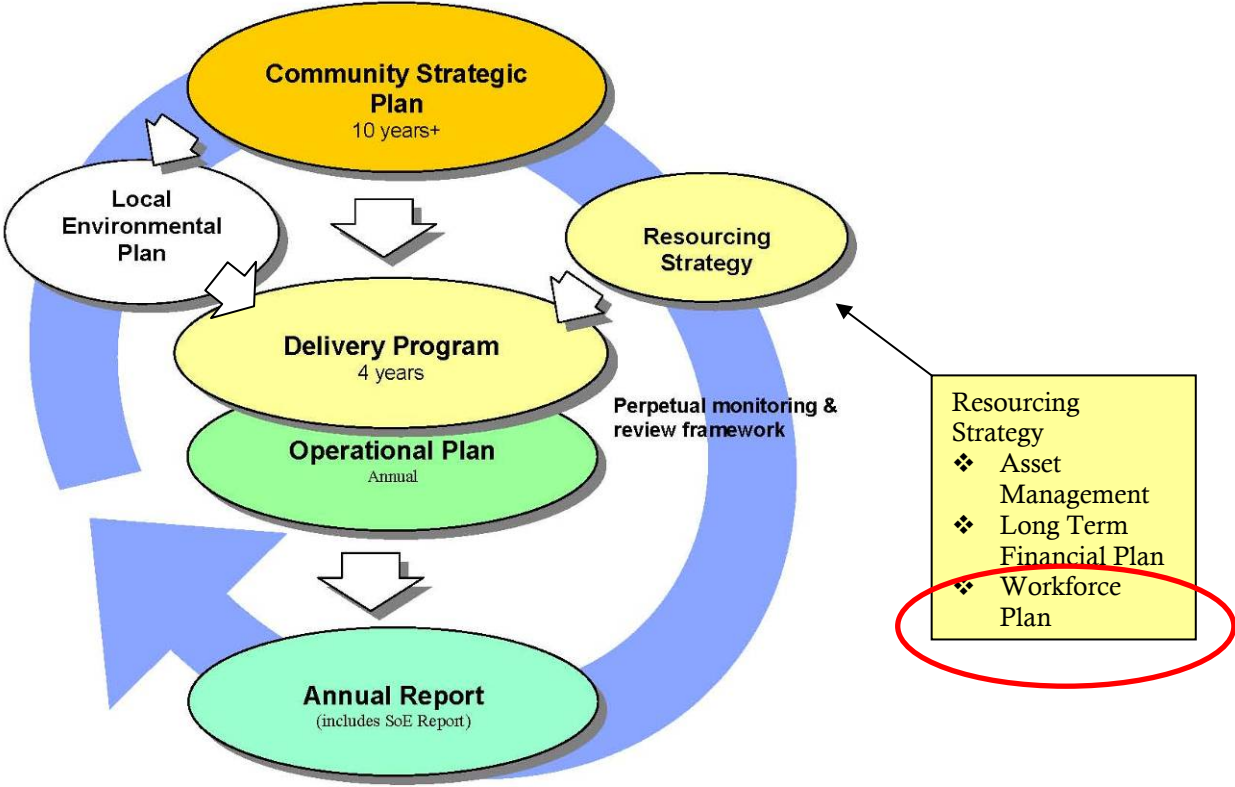 Community Strategic
Plan
10 years+
Local
Environmental
Plan
Resourcing
Strategy
Delivery Program
4 years
Perpetual monitoring &
review framework
Operational Plan
Annual
Annual Report
(includes SoE Report)
Resourcing
Strategy
❖ Asset
Management
❖ Long Term
Financial Plan
❖ Workforce
Plan